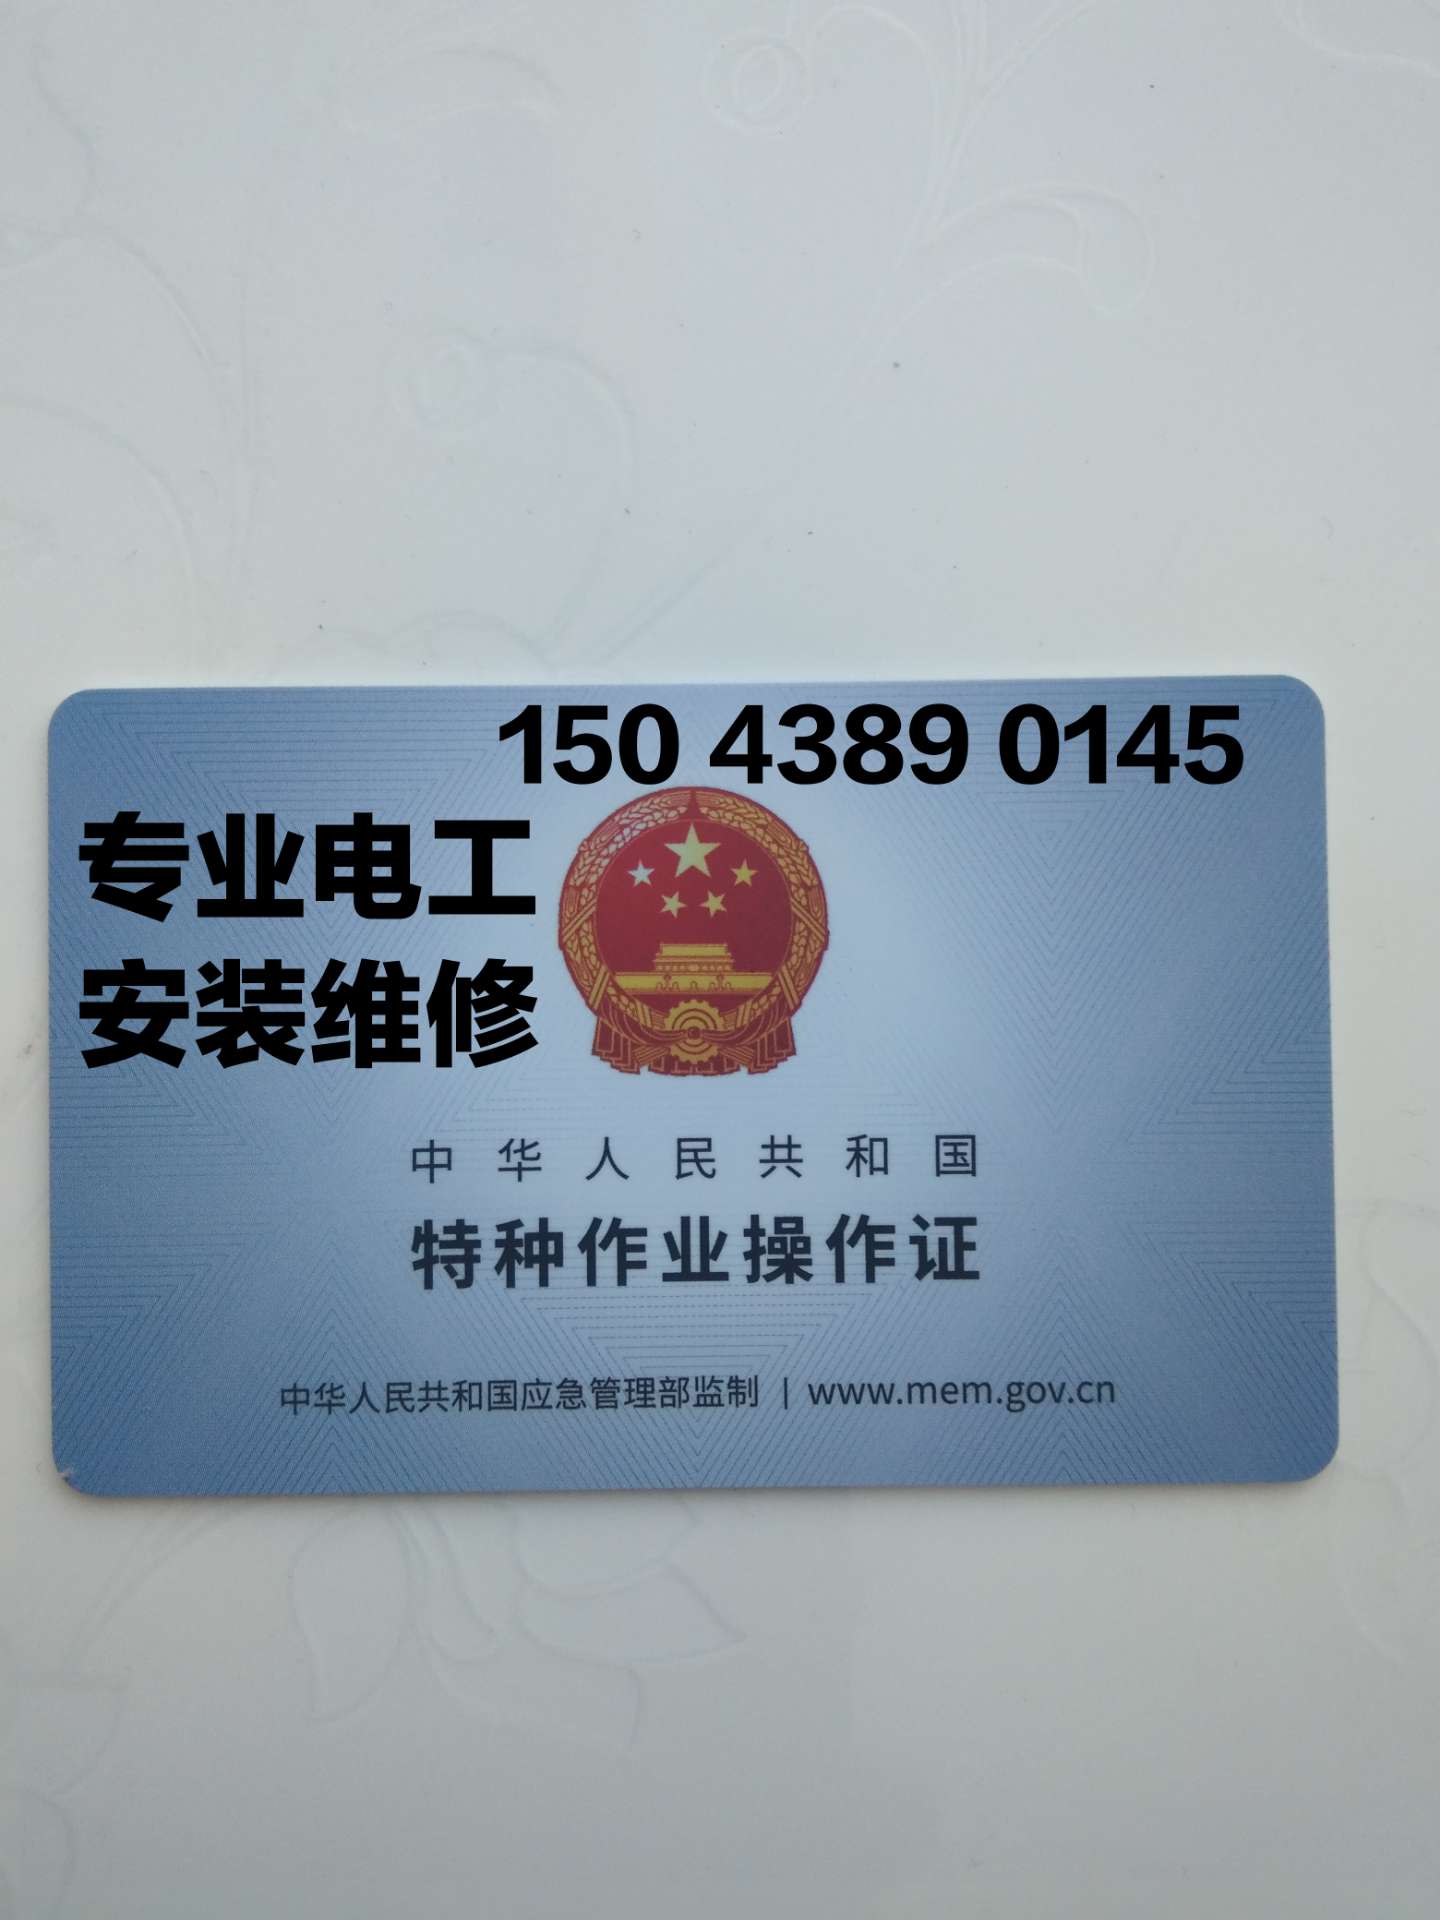 150 4389 0145
专业电工
安装维修
中华人民共和国
特种作业操作证
中华人民共和国应急管理部监制 | www.mem.gov.cn